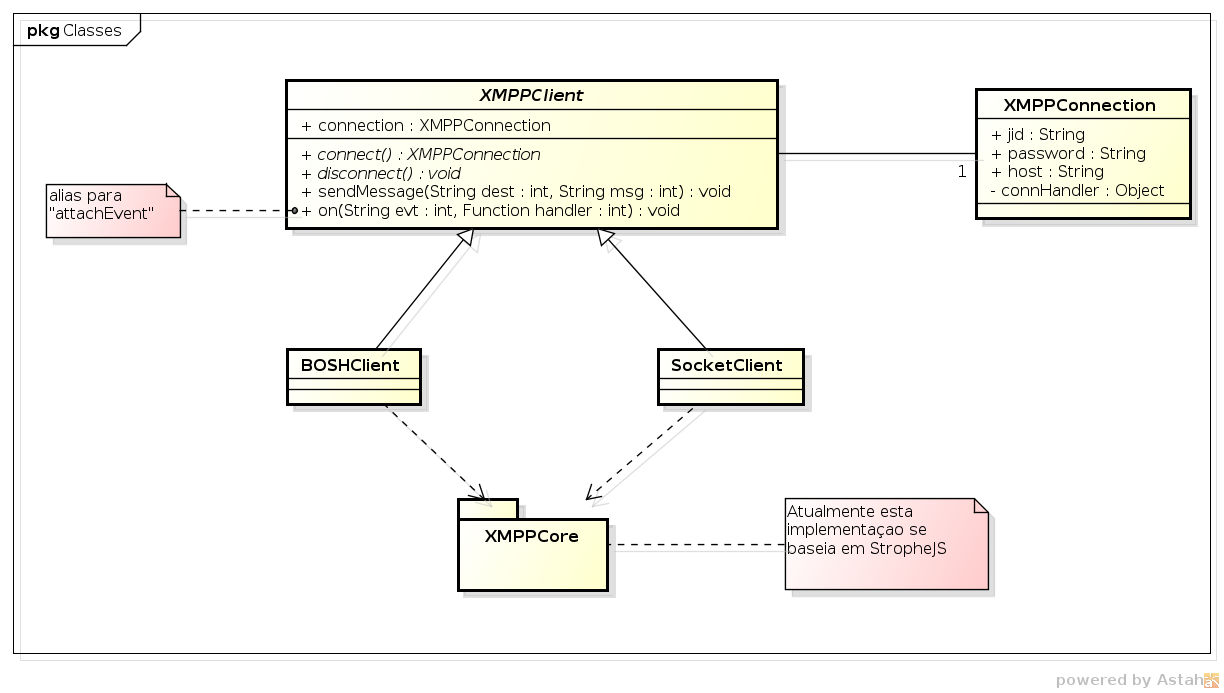 pkg Classes
XMPPClient
+ connection : XMPPConnection
+ connect() : XMPPConnection
+ disconnect() : void
+ sendMessage(String dest : int, String msg : int) : void
+ on(String evt : int, Function handler : int) : void
XMPPConnection
+ jid : String
+ password : String
+ host : String
- connHandler : Object
1
alias para
"attachEvent"
BOSHClient
SocketClient
XMPPCore
Atualmente esta
implementaçao se
baseia em StropheJS
powered by Astah